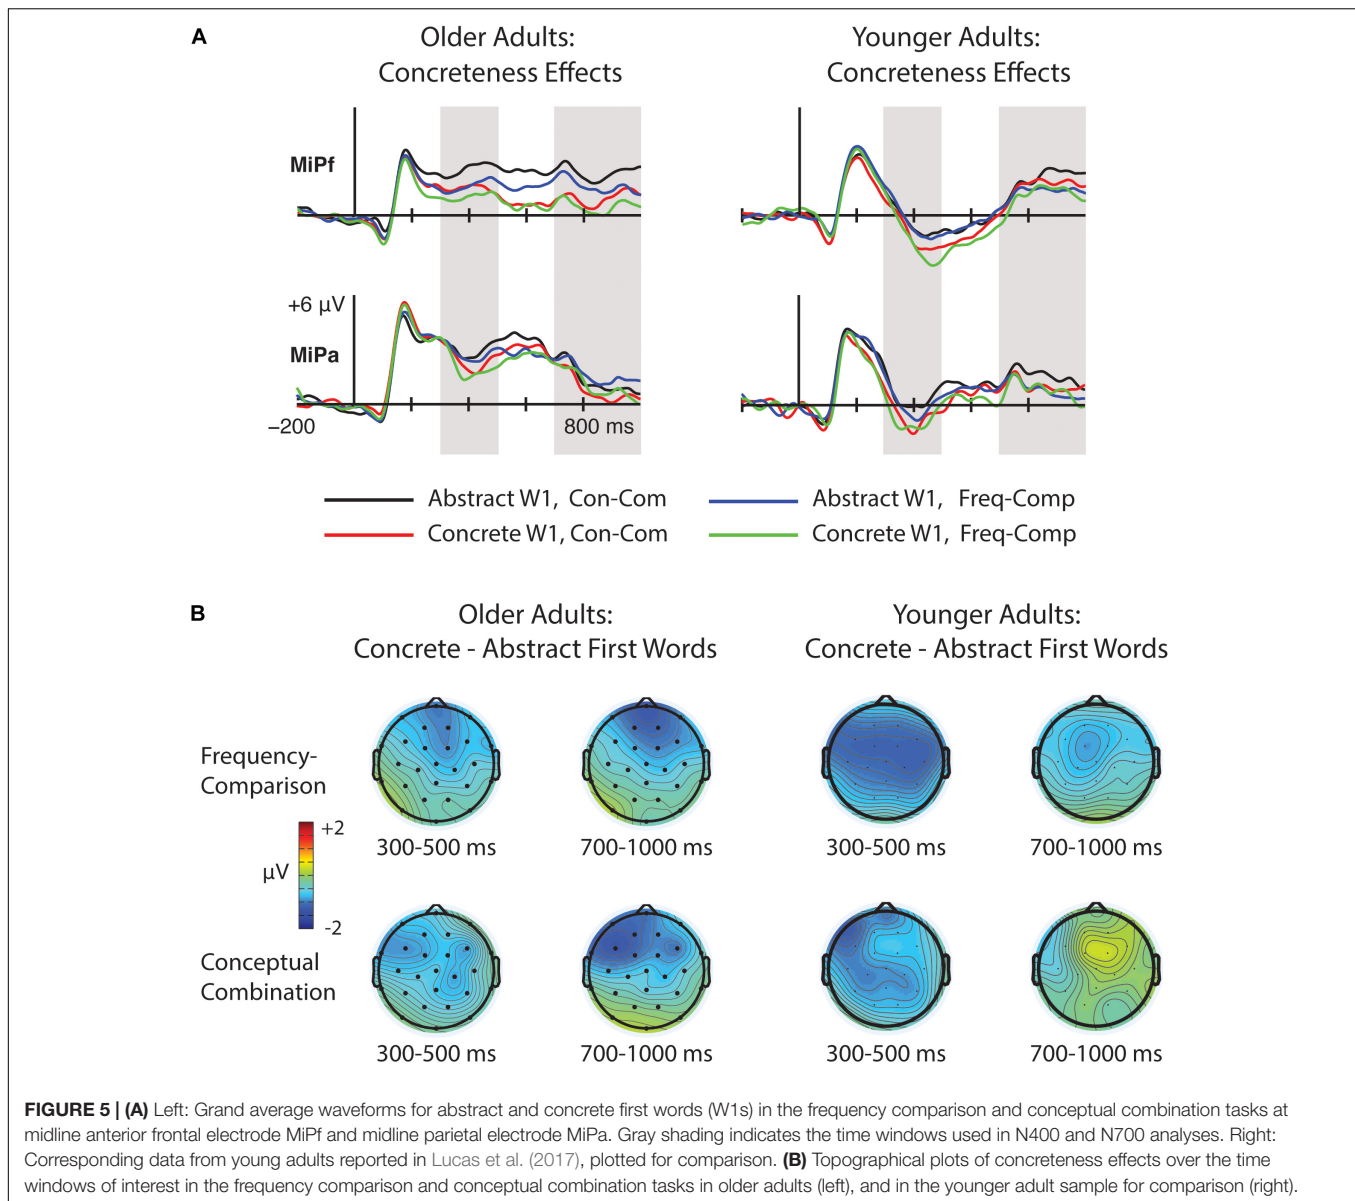 A
Older Adults:
Concreteness Effects
Younger Adults:
Concreteness Effects
MiPf
+6 µV
MiPa
−200
800 ms
Abstract W1, Con-Com
Abstract W1, Freq-Comp
Concrete W1, Con-Com
Concrete W1, Freq-Comp
B
Older Adults:
Concrete - Abstract First Words
Younger Adults:
Concrete - Abstract First Words
Frequency-
Comparison
300-500 ms
700-1000 ms
300-500 ms
700-1000 ms
+2
µV
-2
Conceptual
Combination
300-500 ms
700-1000 ms
300-500 ms
700-1000 ms
FIGURE 5 | (A) Left: Grand average waveforms for abstract and concrete first words (W1s) in the frequency comparison and conceptual combination tasks at
midline anterior frontal electrode MiPf and midline parietal electrode MiPa. Gray shading indicates the time windows used in N400 and N700 analyses. Right:
Corresponding data from young adults reported in Lucas et al. (2017), plotted for comparison. (B) Topographical plots of concreteness effects over the time
windows of interest in the frequency comparison and conceptual combination tasks in older adults (left), and in the younger adult sample for comparison (right).